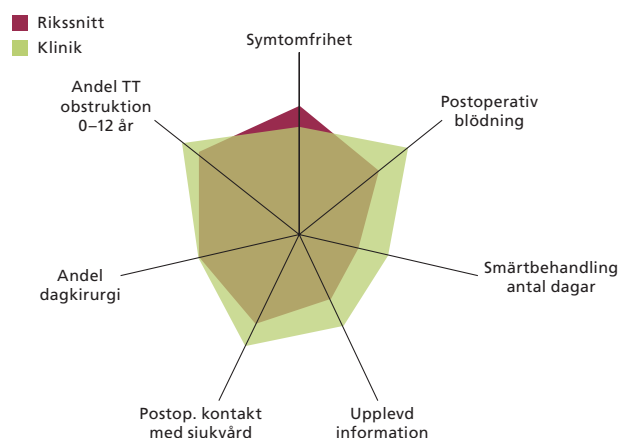 Rikssnitt
Klinik
Symtomfrihet
Andel TT
obstruktion
0–12 år
Postoperativ
blödning
Smärtbehandling
antal dagar
Andel
dagkirurgi
Postop. kontakt
med sjukvård
Upplevd
information